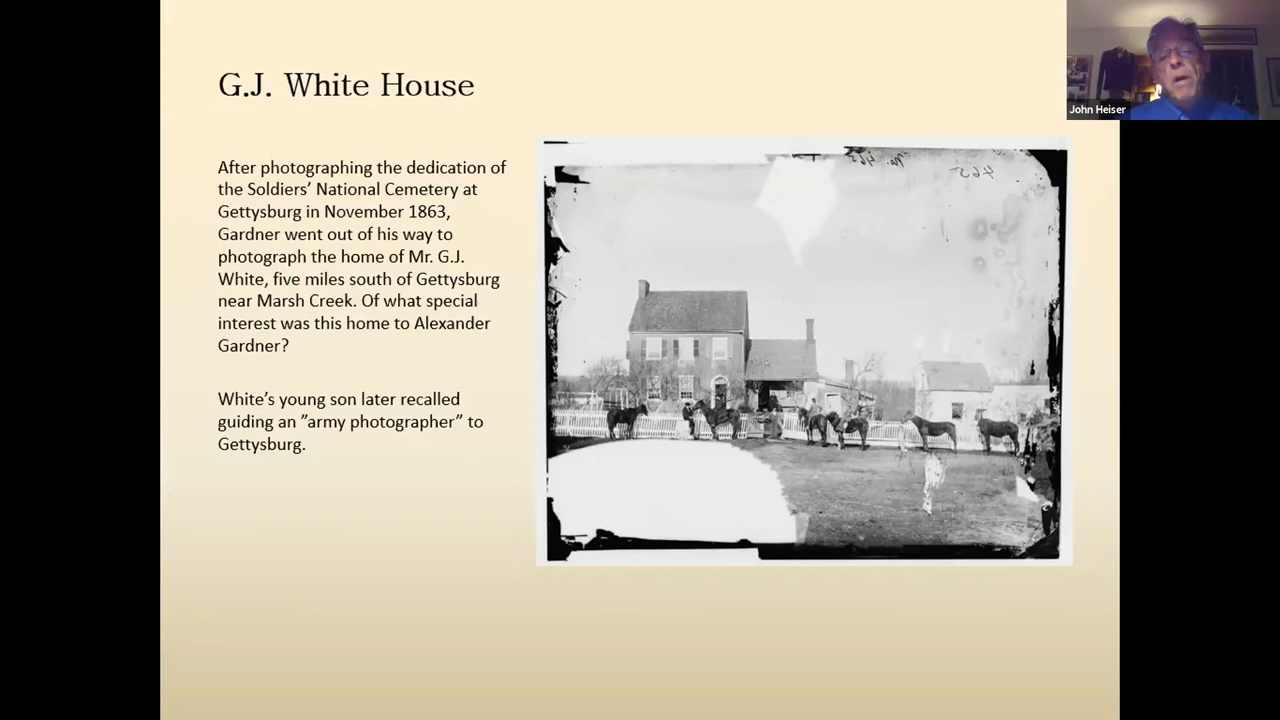 G.J. White House
After photographing the dedication of
the Soldiers’ National Cemetery at
Gettysburg in November 1863,
Gardner went out of his way to
photograph the home of Mr. G.J.
White, five miles south of Gettysburg
near Marsh Creek. Of what special
interest was this home to Alexander
Gardner?
White’s young son later recalled
guiding an ”army photographer” to
Gettysburg.
No. 465
465
John Heiser